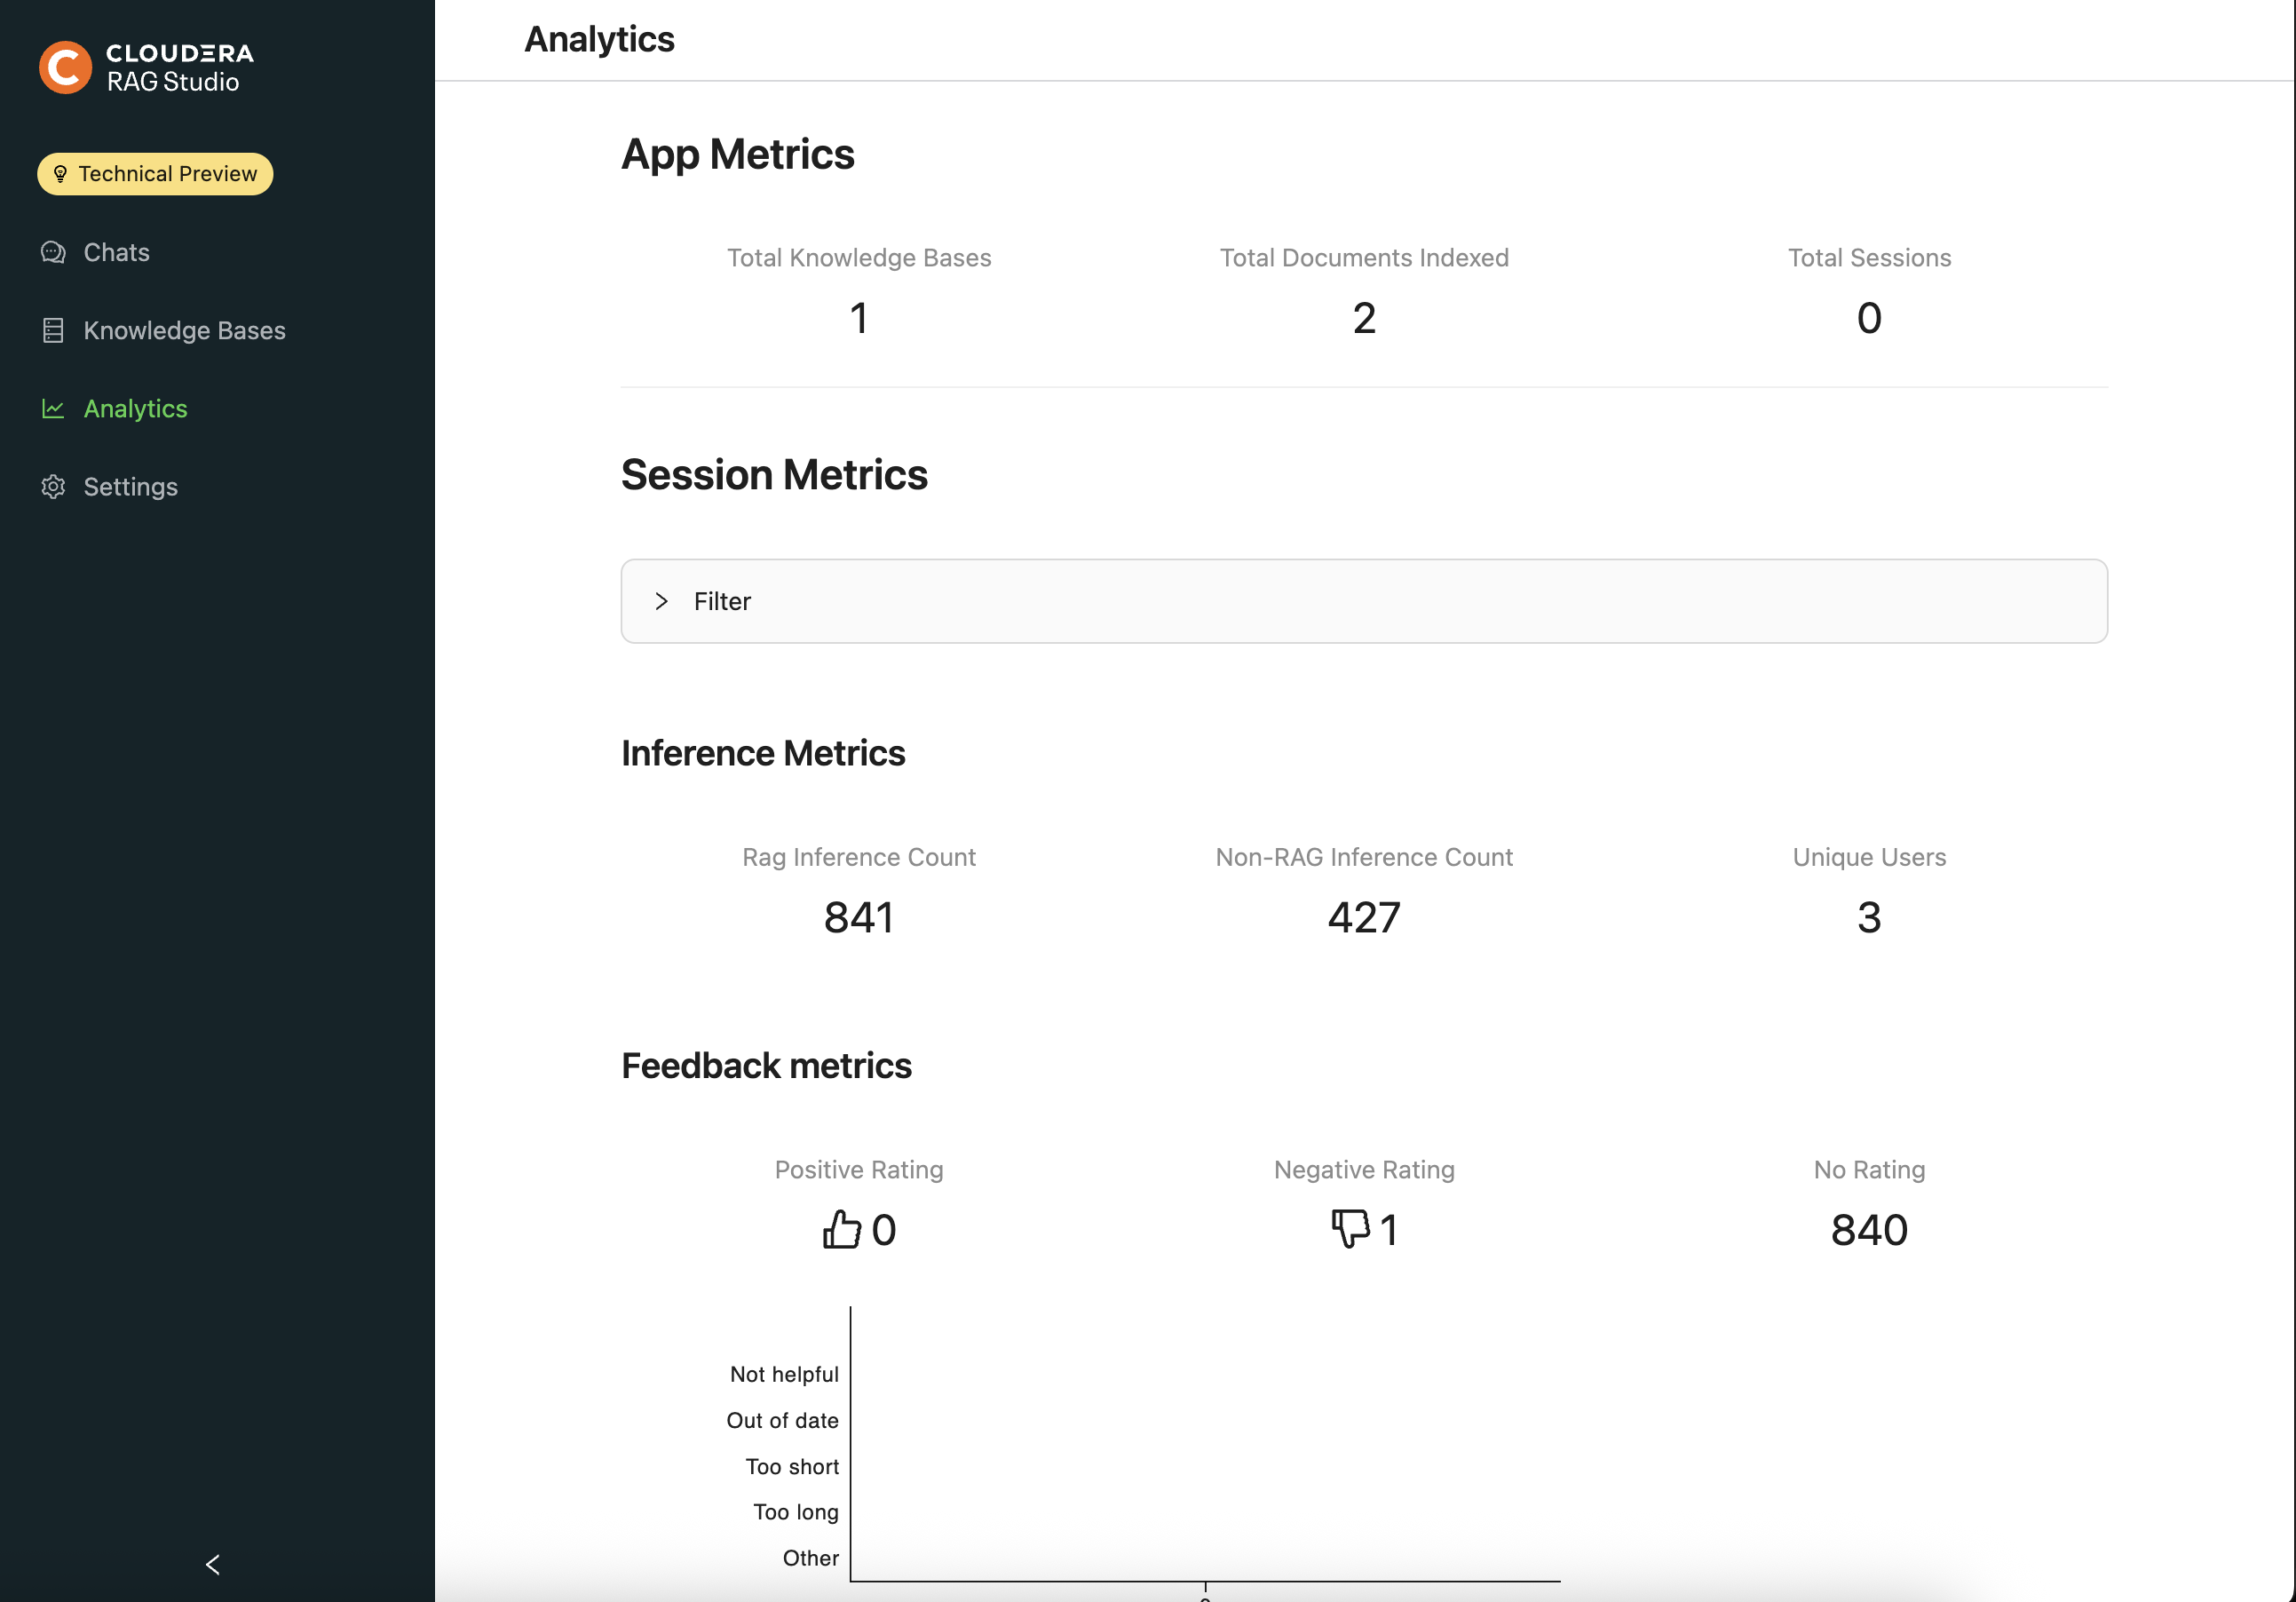 CLOUDERA
RAG Studio
Technical Preview
Chats
Knowledge Bases
Analytics
Settings
Analytics
App Metrics
Total Knowledge Bases
1
Total Documents Indexed
2
Total Sessions
0
Session Metrics
Filter
Inference Metrics
Rag Inference Count
841
Non-RAG Inference Count
427
Unique Users
3
Feedback metrics
Positive Rating
0
Negative Rating
1
No Rating
840
Not helpful
Out of date
Too short
Too long
Other